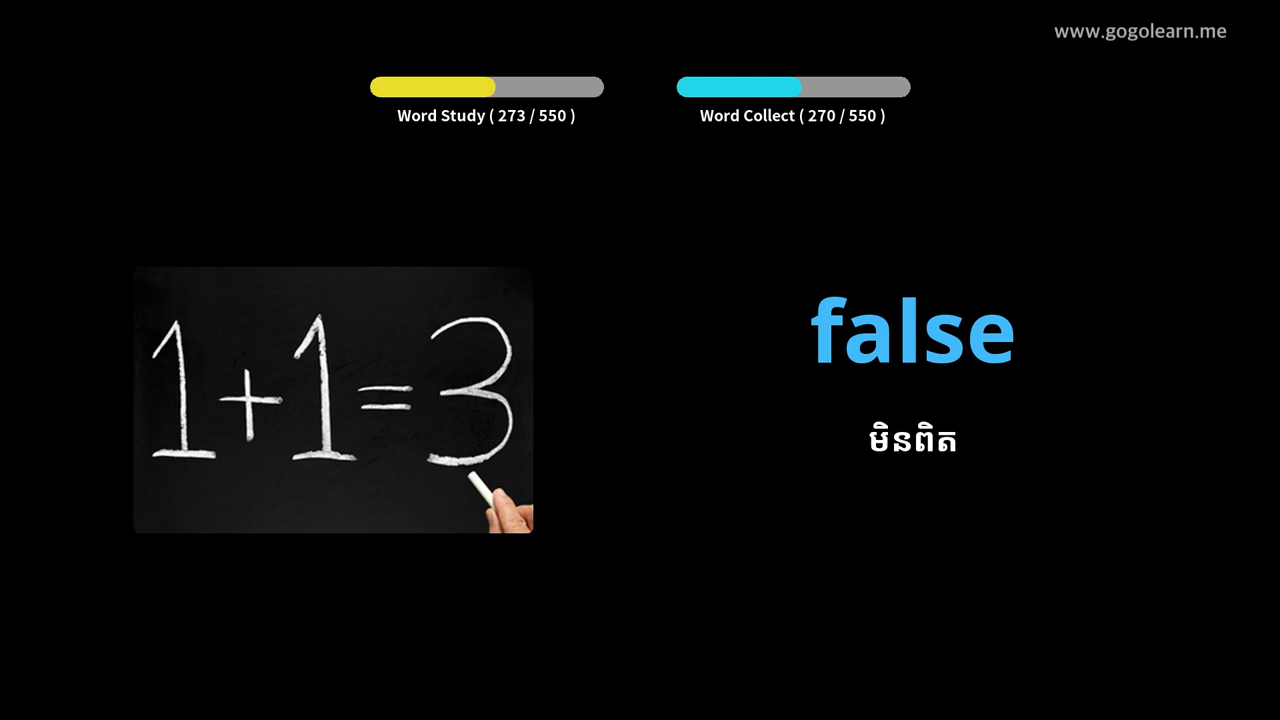 www.gogolearn.me
Word Study ( 273 / 550 )
Word Collect ( 270 / 550 )
1+1=3
false
មិនពិត